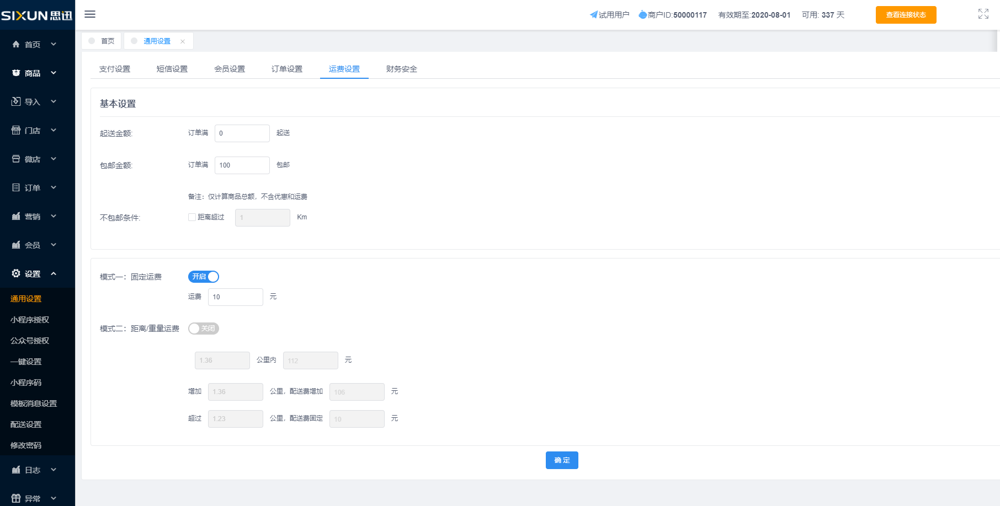 SIXUN思迅
试用用户 商户ID:50000117 有效期至:2020-08-01 可用: 337 天 查看连接状态
首页
商品
导入
门店
微店
订单
营销
会员
设置
通用设置
小程序授权
公众号授权
一键设置
小程序码
模板消息设置
配送设置
修改密码
日志
异常
首页 通用设置 ×
支付设置 短信设置 会员设置 订单设置 运费设置 财务安全
基本设置
起送金额: 订单满 0 起送
包邮金额: 订单满 100 包邮
备注：仅计算商品总额，不含优惠和运费
不包邮条件: 距离超过 1 Km
模式一：固定运费 开启
运费 10 元
模式二：距离/重量运费 关闭
1.36 公里内 112 元
增加 1.36 公里，配送费增加 106 元
超过 1.23 公里，配送费固定 10 元
确 定